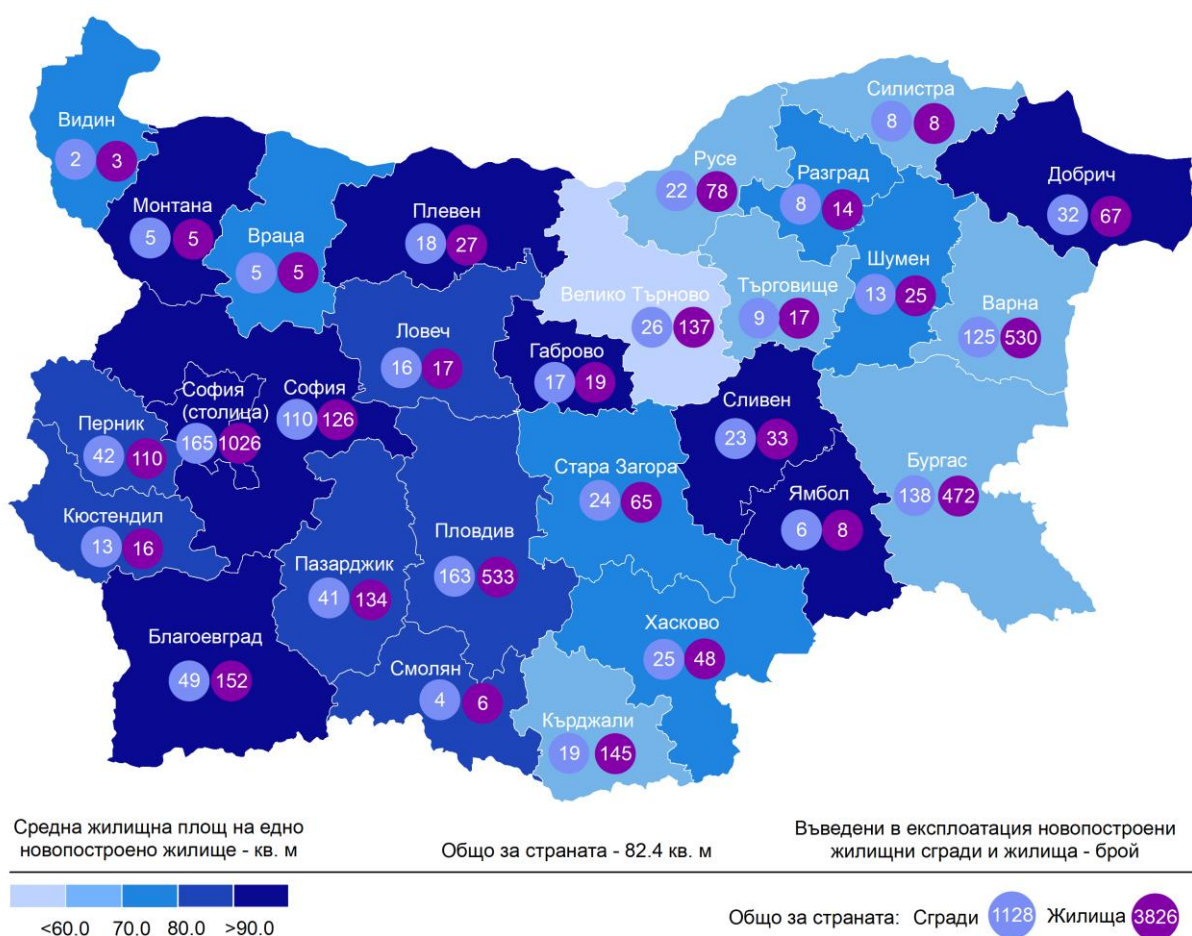 Видин
2 3
Монтана
5 5
Враца
5 5
Плевен
18 27
Велико Търново
26 137
Русе
22 78
Силистра
8 8
Разград
8 14
Добрич
32 67
Шумен
13 25
Търговище
9 17
Варна
125 530
Ловеч
16 17
Габрово
17 19
София
(столица)
165 1026
София
110 126
Перник
42 110
Кюстендил
13 16
Сливен
23 33
Стара Загора
24 65
Бургас
138 472
Ямбол
6 8
Пловдив
163 533
Пазарджик
41 134
Благоевград
49 152
Смолян
4 6
Хасково
25 48
Кърджали
19 145
Средна жилищна площ на едно
новопостроено жилище - кв. м
Общо за страната - 82.4 кв. м
Въведени в експлоатация новопостроени
жилищни сгради и жилища - брой
<60.0 70.0 80.0 >90.0
Общо за страната: Сгради 1128 Жилища 3826